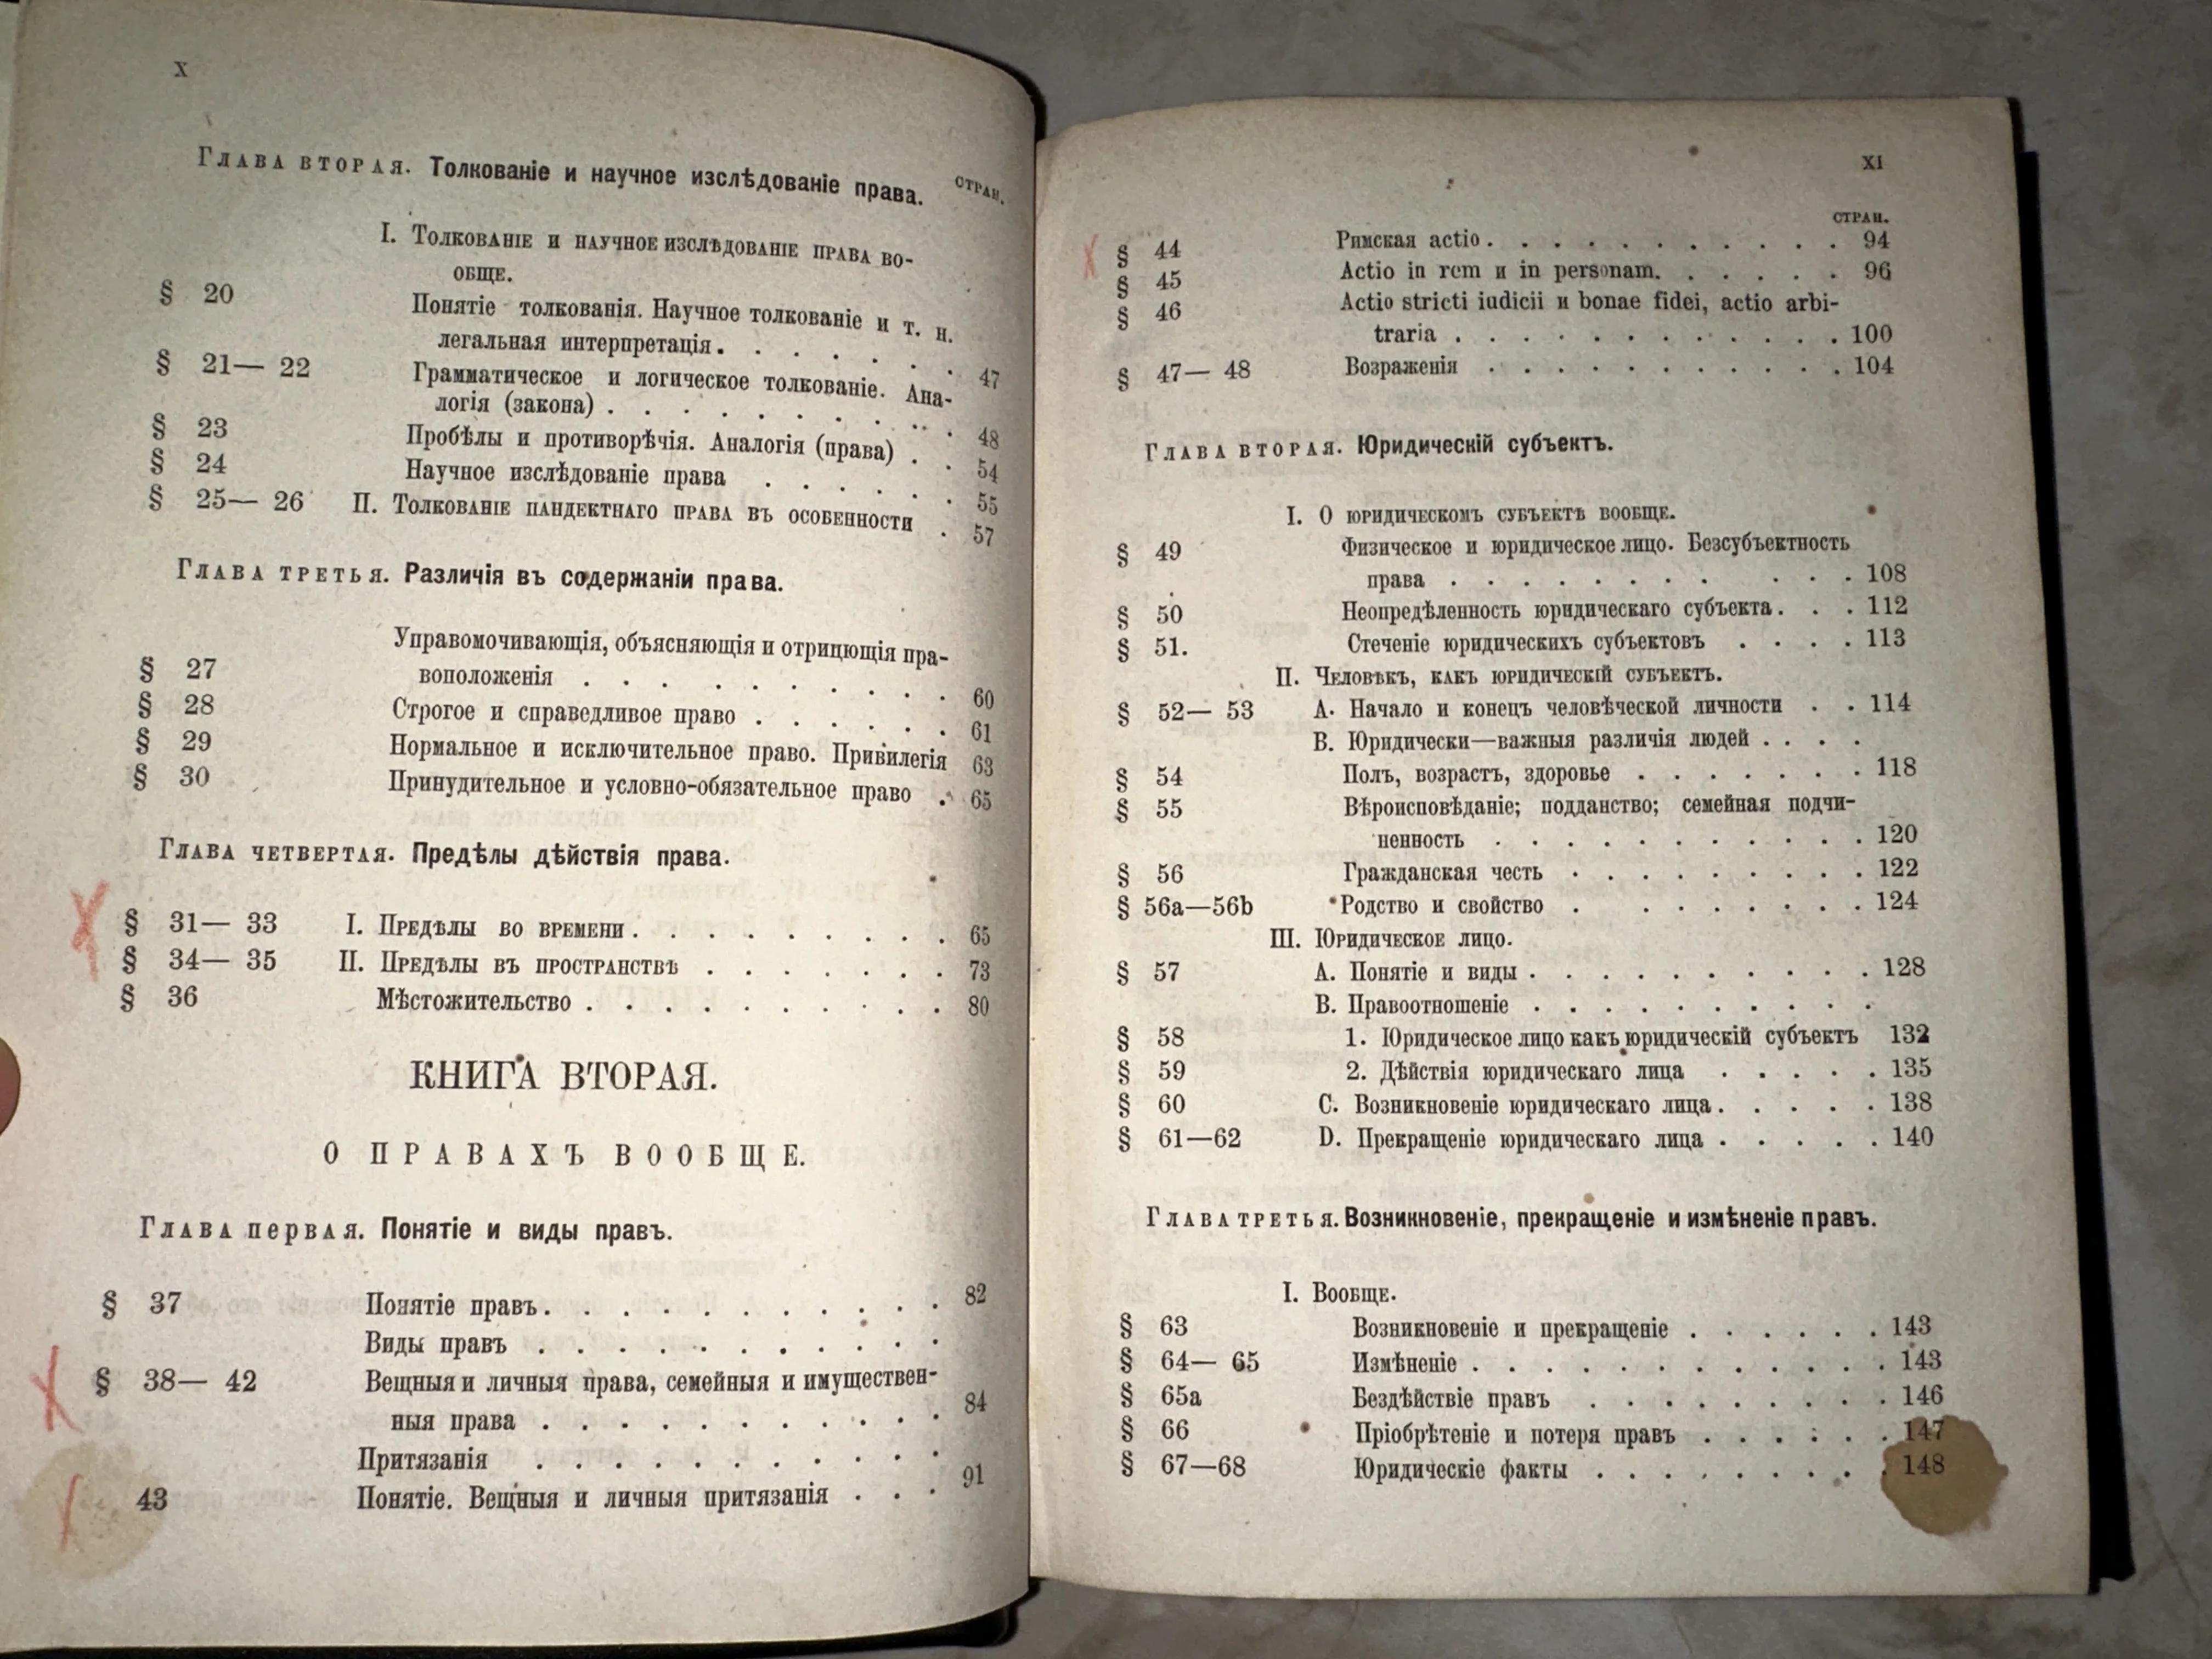 X
Глава вторая. Толкованіе и научное изслѣдованіе права.
СТРАН.
I. Толкованіе и научное изслѣдованіе права во-
обще.
§ 20 Понятіе толкованія. Научное толкованіе и т. н.
легальная интерпретація . . . . . . . 47
§ 21— 22 Грамматическое и логическое толкованіе. Ана-
логія (закона) . . . . . . . . . . 48
§ 23 Пробѣлы и противорѣчія. Аналогія (права) . . 54
§ 24 Научное изслѣдованіе права . . . . . . 55
§ 25— 26 II. Толкованіе пандектнаго права въ особенности . 57
Глава третья. Различія въ содержаніи права.
§ 27 Управомочивающія, объясняющія и отрицющія пра-
воположенія . . . . . . . . . . 60
§ 28 Строгое и справедливое право . . . . . . 61
§ 29 Нормальное и исключительное право. Привилегія 63
§ 30 Принудительное и условно-обязательное право . 65
Глава четвертая. Предѣлы дѣйствія права.
§ 31— 33 I. Предѣлы во времени . . . . . . . . . 65
§ 34— 35 II. Предѣлы въ пространствѣ . . . . . . . 73
§ 36 Мѣстожительство . . . . . . . . . . 80
КНИГА ВТОРАЯ.
О ПРАВАХЪ ВООБЩЕ.
Глава первая. Понятіе и виды правъ.
§ 37 Понятіе правъ . . . . . . . . . . . 82
Виды правъ . . . . . . . . . . .
§ 38— 42 Вещныя и личныя права, семейныя и имуществен-
ныя права . . . . . . . . . . . 84
Притязанія . . . . . . . . . . .
43 Понятіе. Вещныя и личныя притязанія . . . 91
XI
СТРАН.
§ 44 Римская actio . . . . . . . . . . . 94
§ 45 Actio in rem и in personam. . . . . . 96
§ 46 Actio stricti iudicii и bonae fidei, actio arbi-
traria . . . . . . . . . . . . 100
§ 47— 48 Возраженія . . . . . . . . . . . 104
Глава вторая. Юридическій субъектъ.
I. О юридическомъ субъектѣ вообще.
§ 49 Физическое и юридическое лицо. Безсубъектность
права . . . . . . . . . . 108
§ 50 Неопредѣленность юридическаго субъекта . . . 112
§ 51. Стеченіе юридическихъ субъектовъ . . . . 113
II. Человѣкъ, какъ юридическій субъектъ.
§ 52— 53 A. Начало и конецъ человѣческой личности . . 114
B. Юридически—важныя различія людей . . . .
§ 54 Полъ, возрастъ, здоровье . . . . . . . 118
§ 55 Вѣроисповѣданіе; подданство; семейная подчи-
ненность . . . . . . . . . . . 120
§ 56 Гражданская честь . . . . . . . . . 122
§ 56a—56b Родство и свойство . . . . . . . . 124
III. Юридическое лицо.
§ 57 A. Понятіе и виды . . . . . . . . . . 128
B. Правоотношеніе . . . . . . . . . .
§ 58 1. Юридическое лицо какъ юридическій субъектъ 132
§ 59 2. Дѣйствія юридическаго лица . . . . . 135
§ 60 C. Возникновеніе юридическаго лица . . . . . 138
§ 61—62 D. Прекращеніе юридическаго лица . . . . . 140
Глава третья. Возникновеніе, прекращеніе и измѣненіе правъ.
I. Вообще.
§ 63 Возникновеніе и прекращеніе . . . . . . 143
§ 64— 65 Измѣненіе . . . . . . . . . . . . 143
§ 65a Бездѣйствіе правъ . . . . . . . . . 146
§ 66 Пріобрѣтеніе и потеря правъ . . . . . . 147
§ 67—68 Юридическіе факты . . . . . . . . . 148